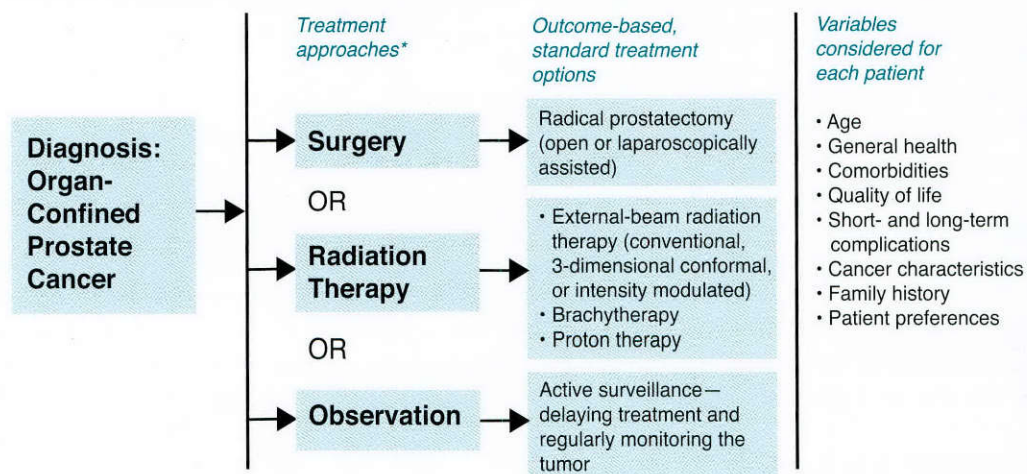 Treatment
approaches*
Outcome-based,
standard treatment
options
Variables
considered for
each patient
Diagnosis:
Organ-
Confined
Prostate
Cancer
Surgery
Radical prostatectomy
(open or laparoscopically
assisted)
OR
Radiation
Therapy
• External-beam radiation
therapy (conventional,
3-dimensional conformal,
or intensity modulated)
• Brachytherapy
• Proton therapy
OR
Observation
Active surveillance—
delaying treatment and
regularly monitoring the
tumor
• Age
• General health
• Comorbidities
• Quality of life
• Short- and long-term
complications
• Cancer characteristics
• Family history
• Patient preferences